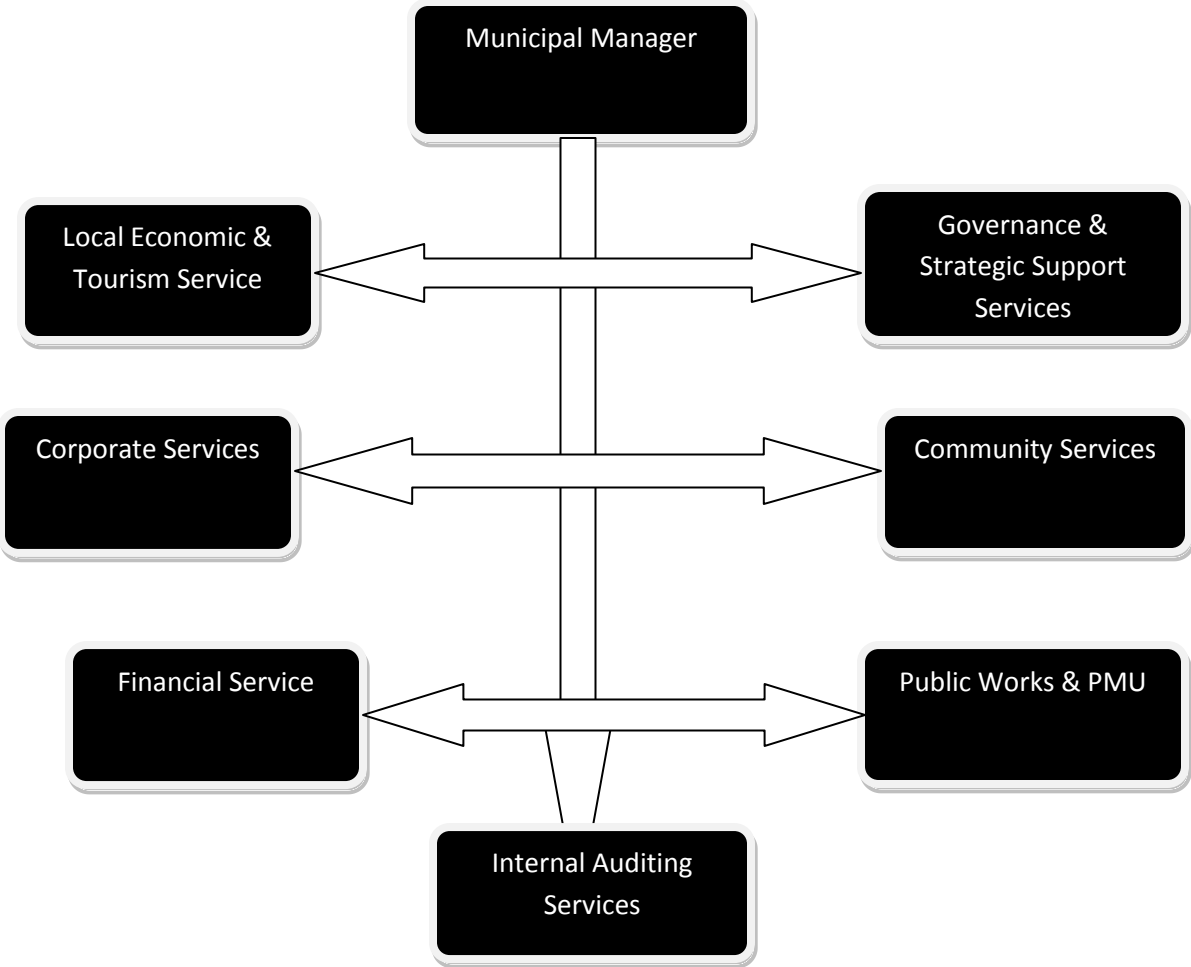 Municipal Manager
Local Economic &
Tourism Service
Governance &
Strategic Support
Services
Corporate Services
Community Services
Financial Service
Public Works & PMU
Internal Auditing
Services